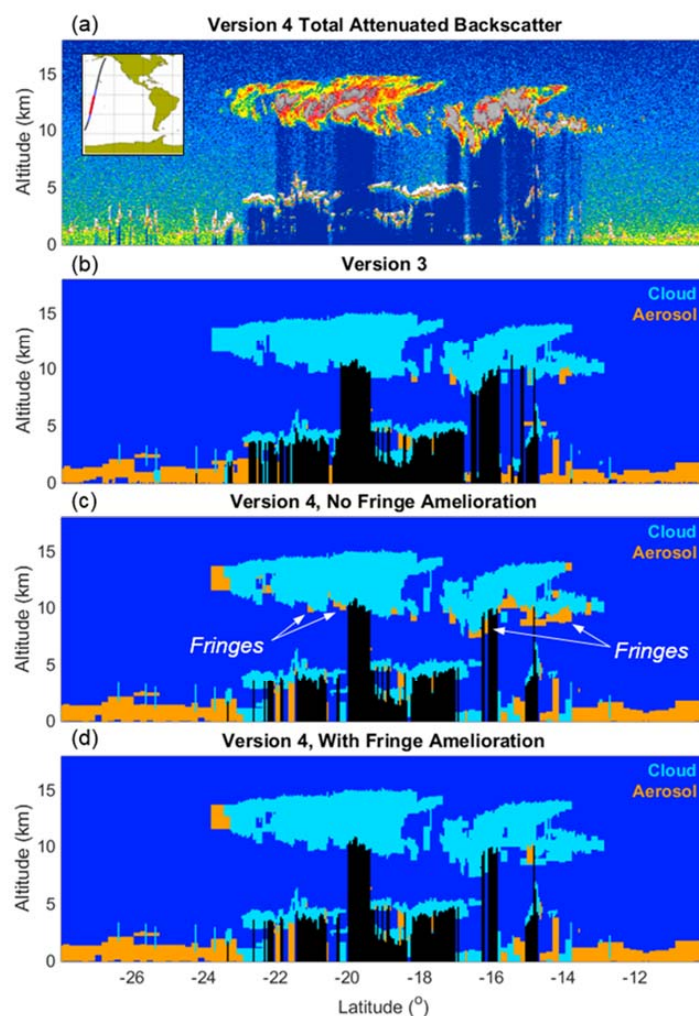 (a) Version 4 Total Attenuated Backscatter
Altitude (km)
15
10
5
0
(b) Version 3
Cloud
Aerosol
Altitude (km)
15
10
5
0
(c) Version 4, No Fringe Amelioration
Cloud
Aerosol
Altitude (km)
15
10
5
0
Fringes
Fringes
(d) Version 4, With Fringe Amelioration
Cloud
Aerosol
Altitude (km)
15
10
5
0
-26 -24 -22 -20 -18 -16 -14 -12
Latitude (o)